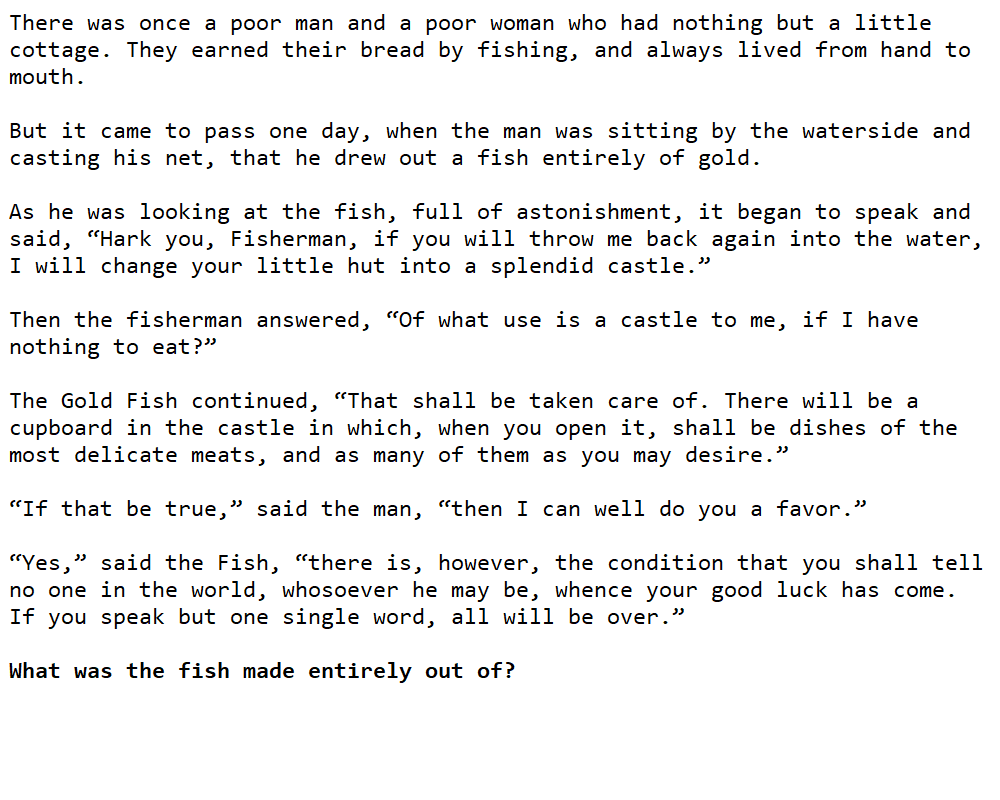 There was once a poor man and a poor woman who had nothing but a little
cottage. They earned their bread by fishing, and always lived from hand to
mouth.
But it came to pass one day, when the man was sitting by the waterside and
casting his net, that he drew out a fish entirely of gold.
As he was looking at the fish, full of astonishment, it began to speak and
said, “Hark you, Fisherman, if you will throw me back again into the water,
I will change your little hut into a splendid castle.”
Then the fisherman answered, “Of what use is a castle to me, if I have
nothing to eat?”
The Gold Fish continued, “That shall be taken care of. There will be a
cupboard in the castle in which, when you open it, shall be dishes of the
most delicate meats, and as many of them as you may desire.”
“If that be true,” said the man, “then I can well do you a favor.”
“Yes,” said the Fish, “there is, however, the condition that you shall tell
no one in the world, whosoever he may be, whence your good luck has come.
If you speak but one single word, all will be over.”
What was the fish made entirely out of?